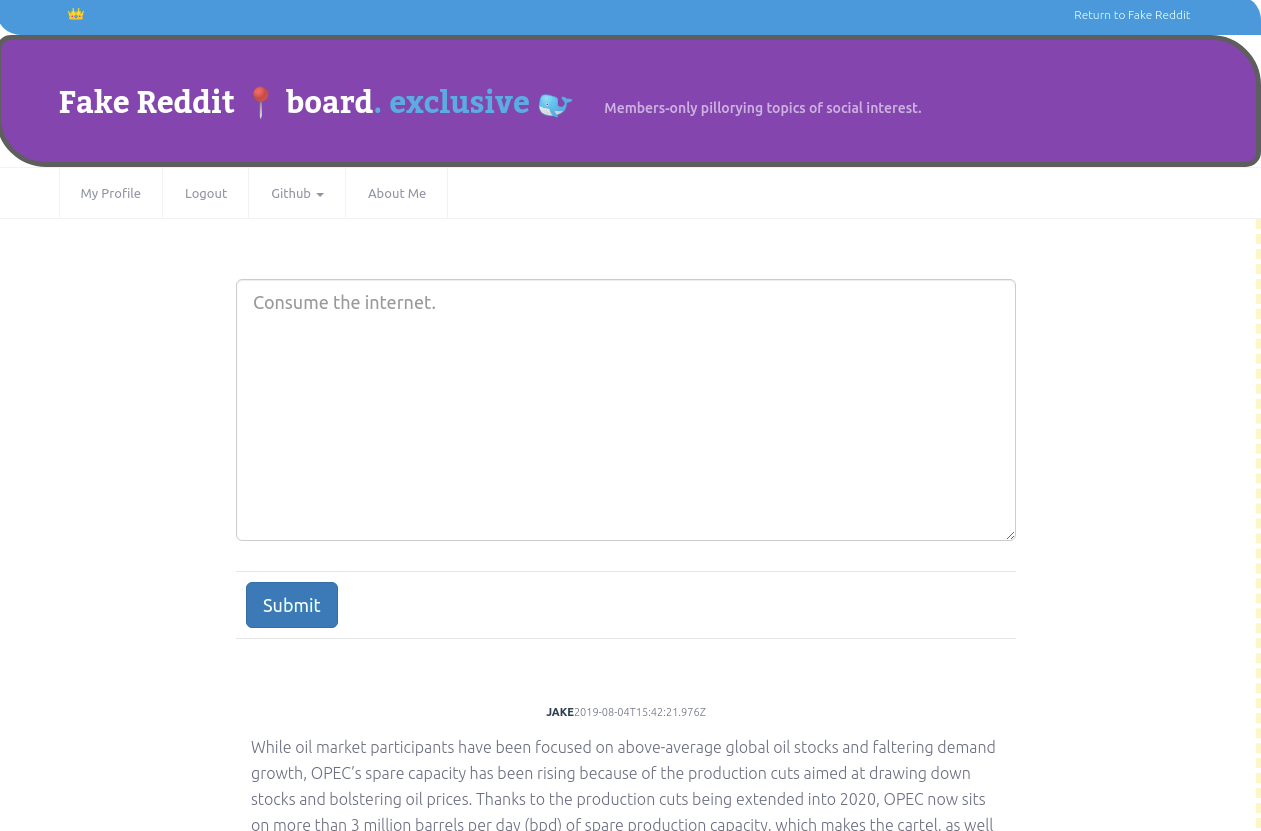 Return to Fake Reddit
Fake Reddit 📍 board. exclusive 🐳 Members-only pillorying topics of social interest.
My Profile Logout Github About Me
Consume the internet.
Submit
JAKE2019-08-04T15:42:21.976Z
While oil market participants have been focused on above-average global oil stocks and faltering demand
growth, OPEC’s spare capacity has been rising because of the production cuts aimed at drawing down
stocks and bolstering oil prices. Thanks to the production cuts being extended into 2020, OPEC now sits
on more than 3 million barrels per day (bpd) of spare production capacity, which makes the cartel, as well